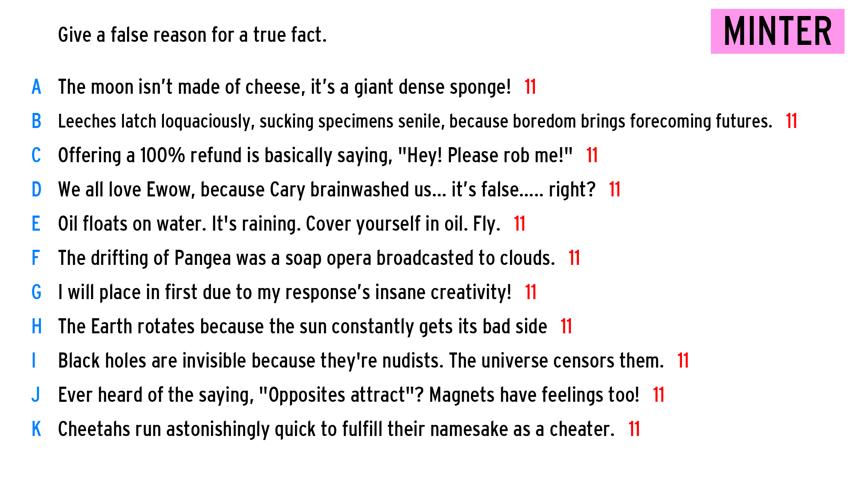 Give a false reason for a true fact.
MINTER
A The moon isn’t made of cheese, it’s a giant dense sponge! 11
B Leeches latch loquaciously, sucking specimens senile, because boredom brings forecoming futures. 11
C Offering a 100% refund is basically saying, "Hey! Please rob me!" 11
D We all love Ewow, because Cary brainwashed us... it’s false..... right? 11
E Oil floats on water. It's raining. Cover yourself in oil. Fly. 11
F The drifting of Pangea was a soap opera broadcasted to clouds. 11
G I will place in first due to my response’s insane creativity! 11
H The Earth rotates because the sun constantly gets its bad side 11
I Black holes are invisible because they're nudists. The universe censors them. 11
J Ever heard of the saying, "Opposites attract"? Magnets have feelings too! 11
K Cheetahs run astonishingly quick to fulfill their namesake as a cheater. 11